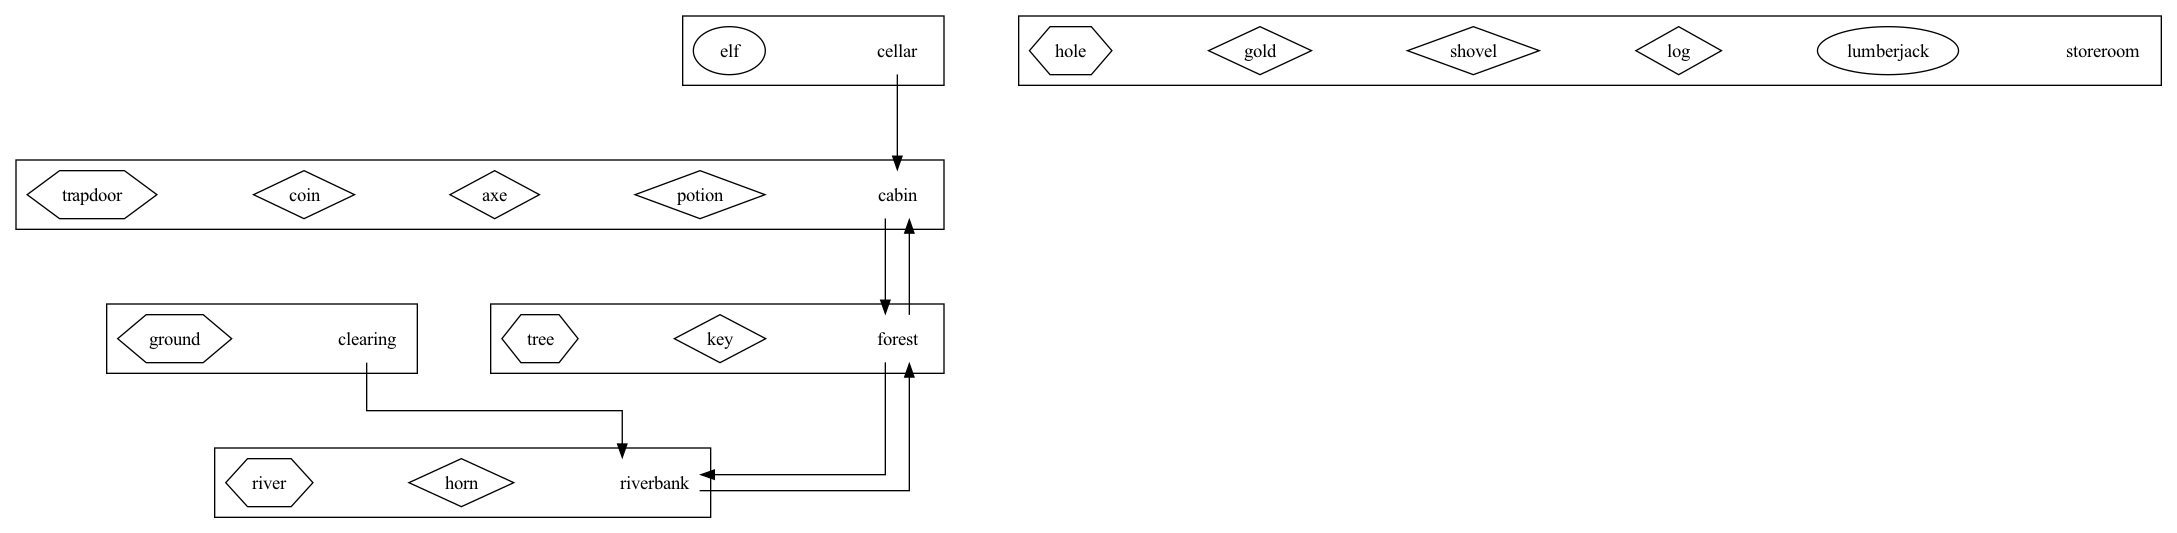 elf
cellar
hole
gold
shovel
log
lumberjack
storeroom
trapdoor
coin
axe
potion
cabin
ground
clearing
tree
key
forest
river
horn
riverbank